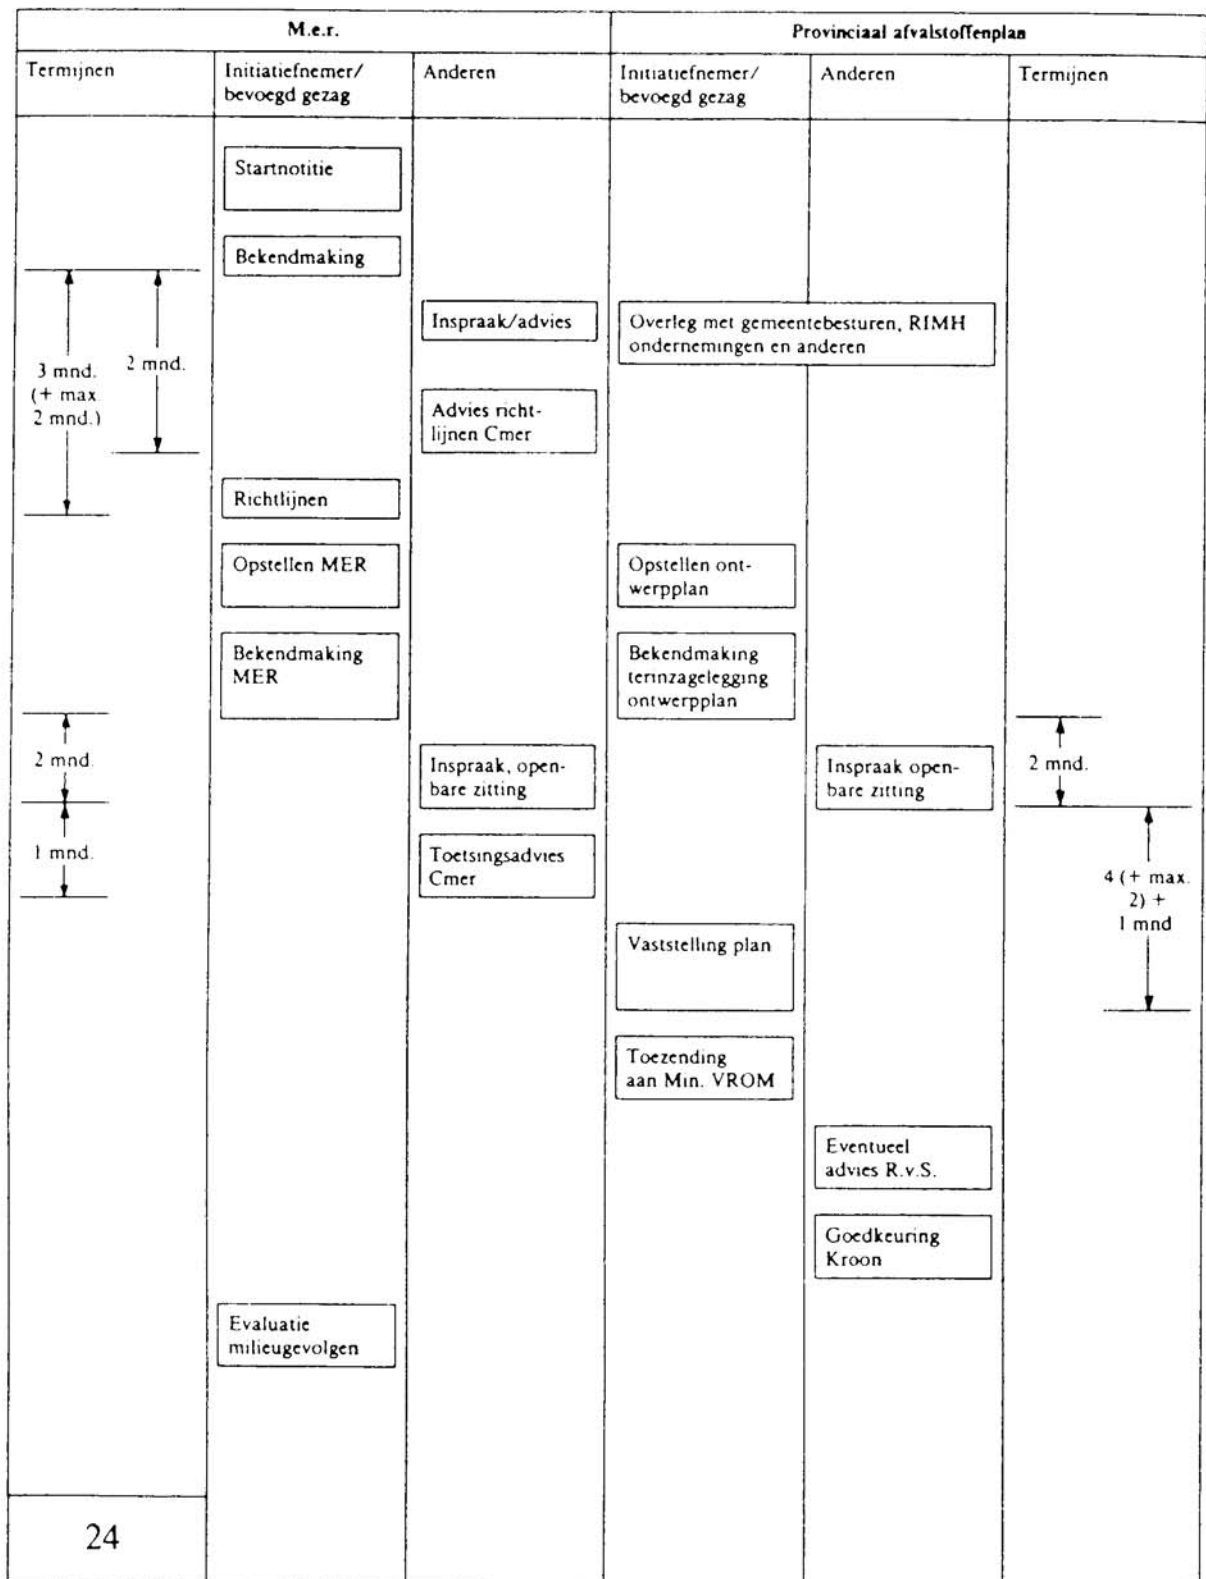 M.e.r.
Provinciaal afvalstoffenplan
Termijnen
Initiatiefnemer/
bevoegd gezag
Anderen
Initiatiefnemer/
bevoegd gezag
Anderen
Termijnen
Startnotitie
Bekendmaking
3 mnd.
(+ max.
2 mnd.)
2 mnd.
Inspraak/advies
Overleg met gemeentebesturen, RIMH
ondernemingen en anderen
Advies richt-
lijnen Cmer
Richtlijnen
Opstellen MER
Opstellen ont-
werpplan
Bekendmaking
MER
Bekendmaking
terinzagelegging
ontwerpplan
2 mnd.
Inspraak, open-
bare zitting
Inspraak open-
bare zitting
2 mnd.
1 mnd.
Toetsingsadvies
Cmer
4 (+ max.
2) +
1 mnd
Vaststelling plan
Toezending
aan Min. VROM
Eventueel
advies R.v.S.
Goedkeuring
Kroon
Evaluatie
milieugevolgen
24